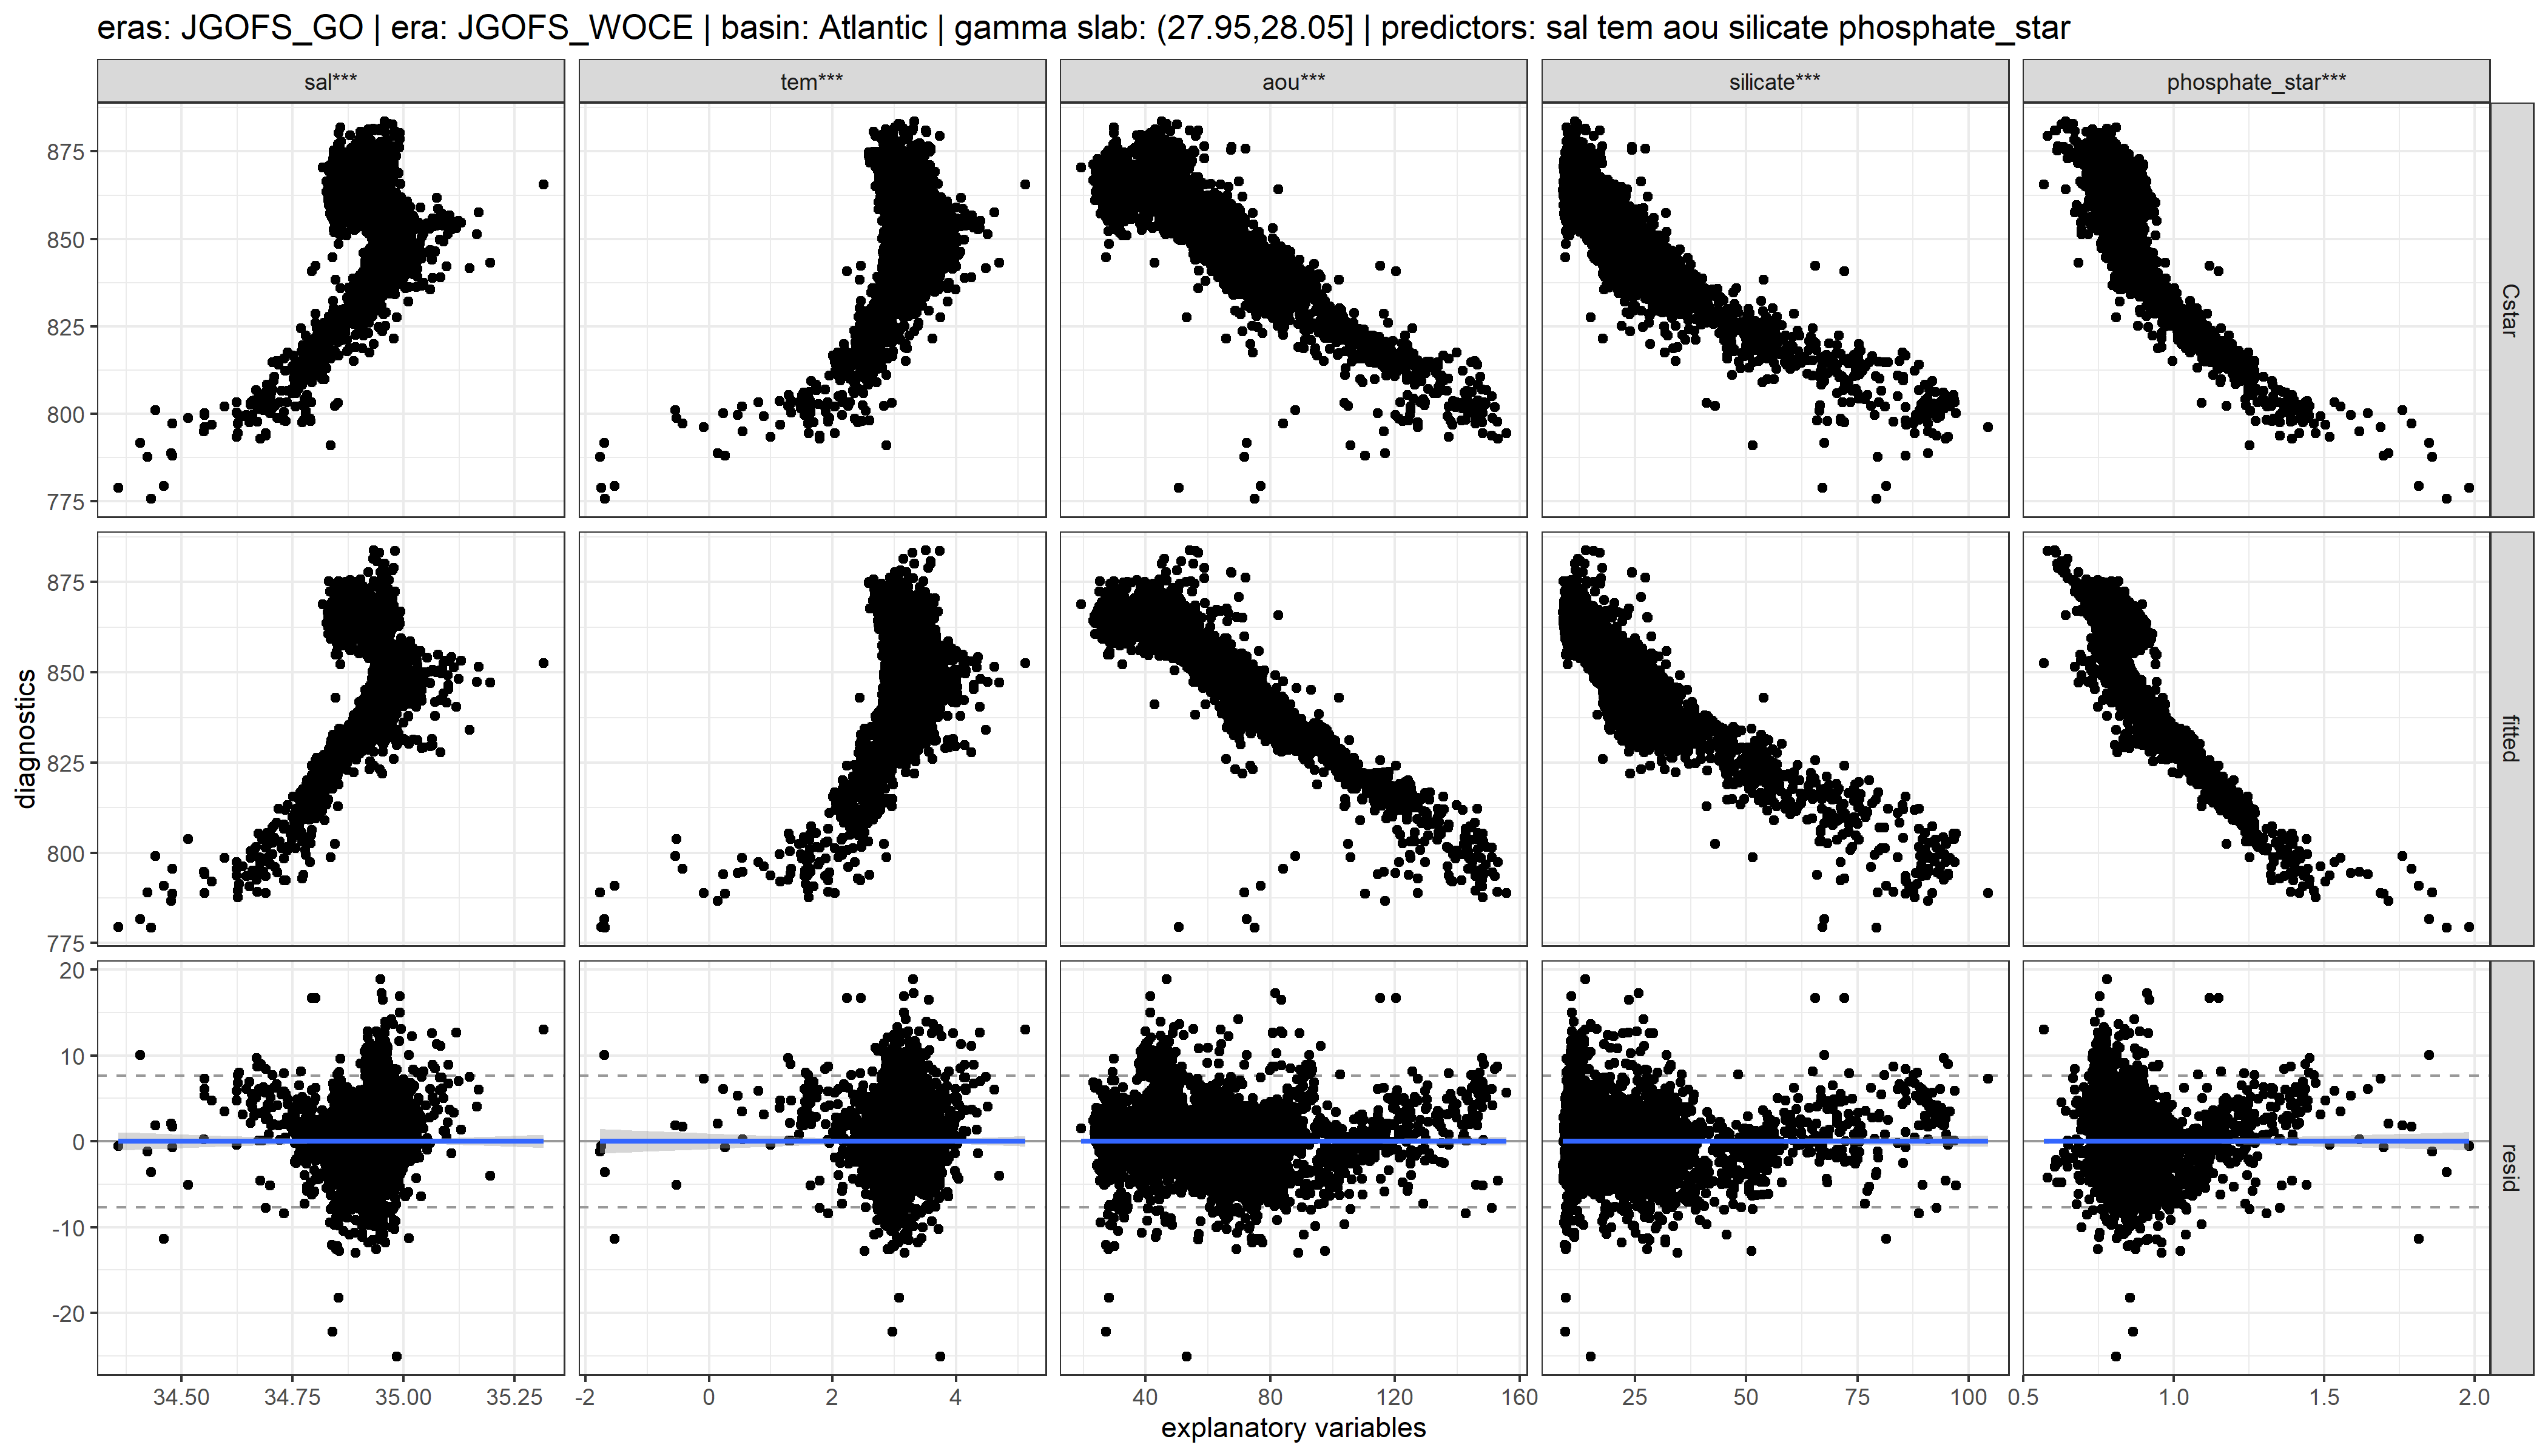 eras: JGOFS_GO | era: JGOFS_WOCE | basin: Atlantic | gamma slab: (27.95,28.05] | predictors: sal tem aou silicate phosphate_star
sal*** tem*** aou*** silicate*** phosphate_star***
875
850
825
800
775
Cstar
875
850
825
800
775
fitted
diagnostics
20
10
0
-10
-20
resid
34.50 34.75 35.00 35.25 -2 0 2 4 40 80 120 160 25 50 75 100 0.5 1.0 1.5 2.0
explanatory variables